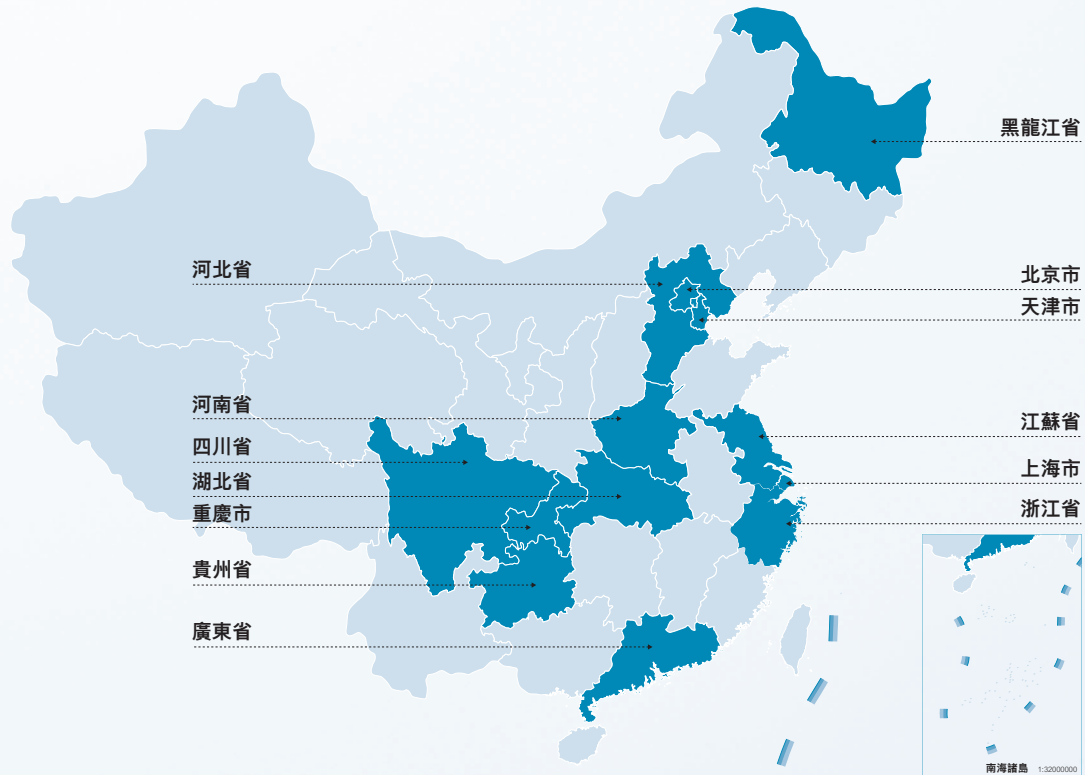 黑龍江省
河北省
北京市
天津市
河南省
江蘇省
四川省
上海市
湖北省
浙江省
重慶市
貴州省
廣東省
南海諸島 1:32000000